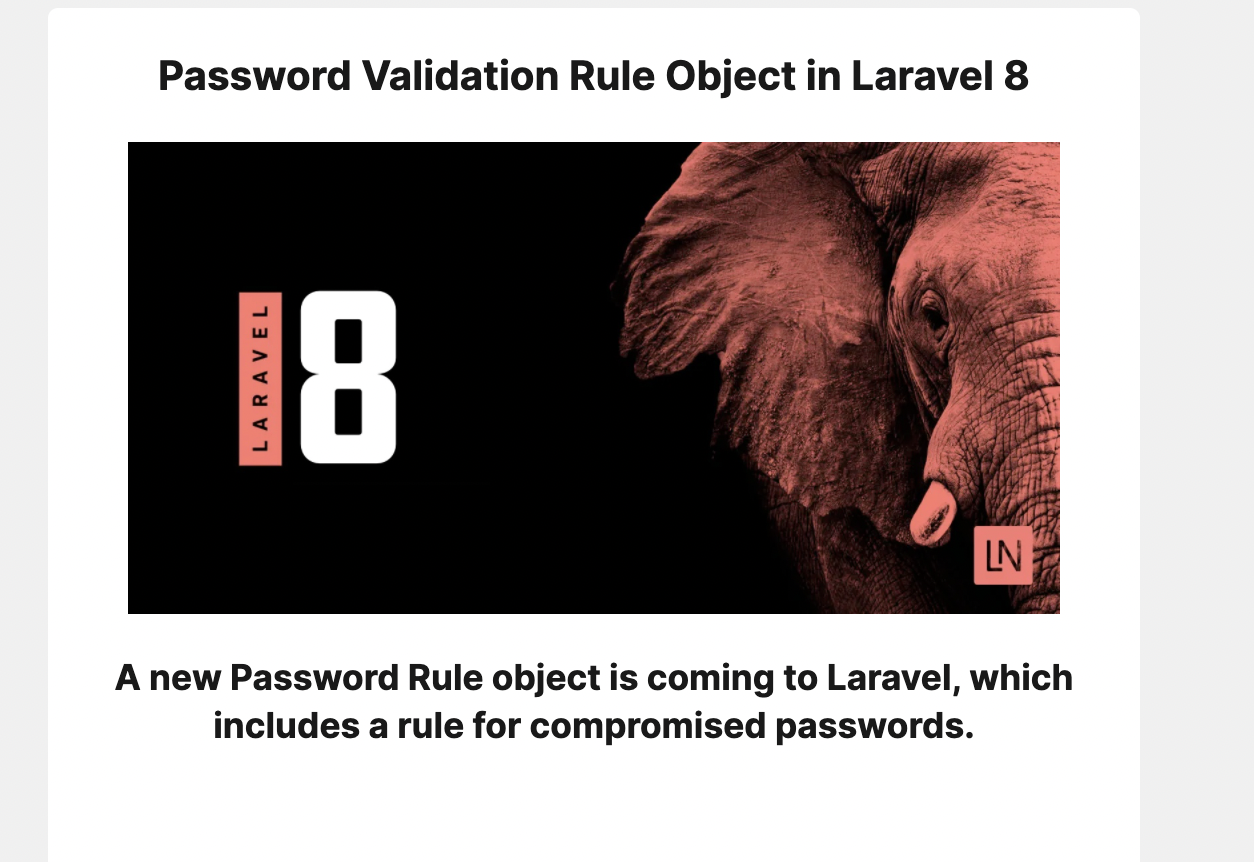 Password Validation Rule Object in Laravel 8
LARAVEL
8
LN
A new Password Rule object is coming to Laravel, which
includes a rule for compromised passwords.